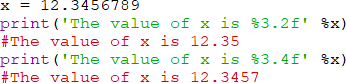 x = 12.3456789
print('The value of x is %3.2f' %x)
#The value of x is 12.35
print('The value of x is %3.4f' %x)
#The value of x is 12.3457